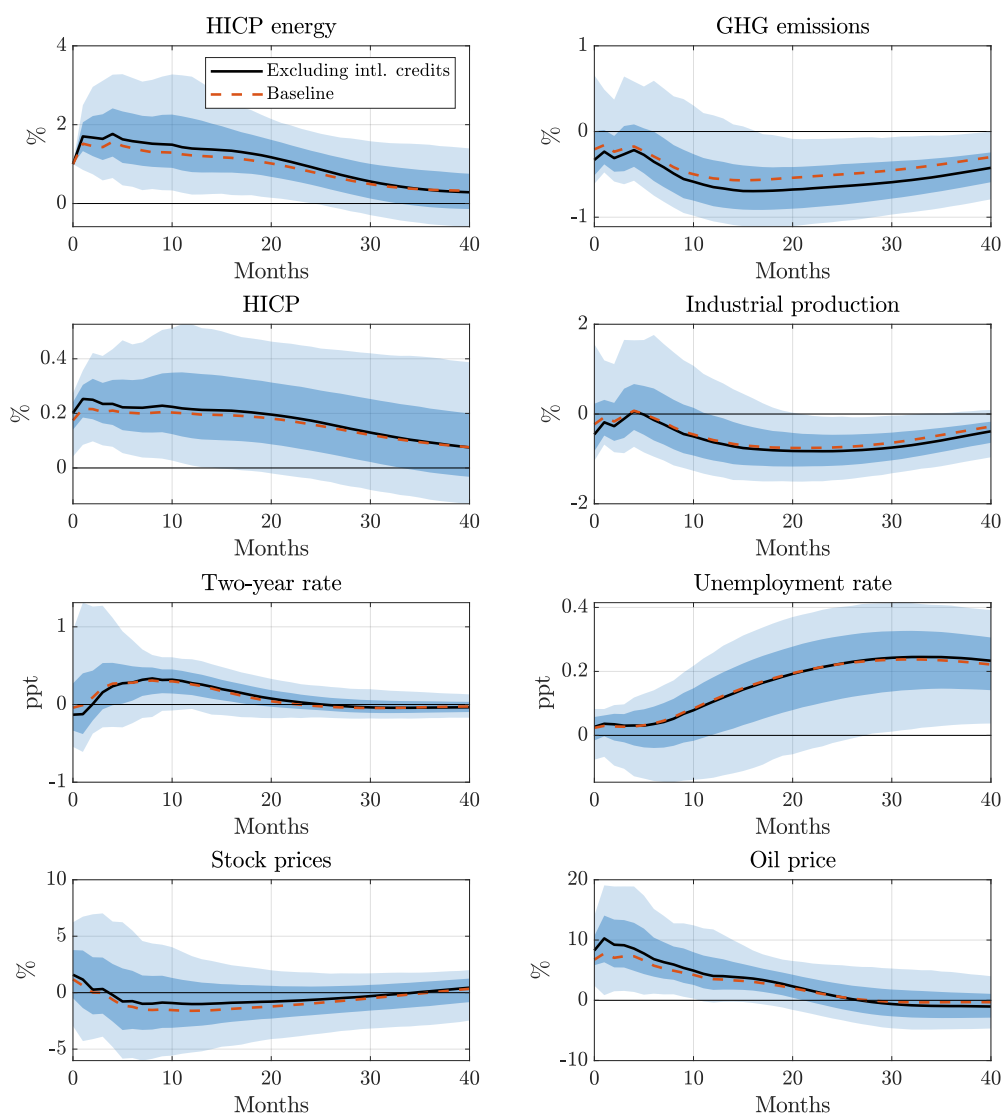 HICP energy
4
2
0
%
Excluding intl. credits
Baseline
0 10 20 30 40
Months
GHG emissions
1
0
-1
%
0 10 20 30 40
Months
HICP
0.4
0.2
0
%
0 10 20 30 40
Months
Industrial production
2
0
-2
%
0 10 20 30 40
Months
Two-year rate
1
0
-1
ppt
0 10 20 30 40
Months
Unemployment rate
0.4
0.2
0
ppt
0 10 20 30 40
Months
Stock prices
10
5
0
-5
%
0 10 20 30 40
Months
Oil price
20
10
0
-10
%
0 10 20 30 40
Months